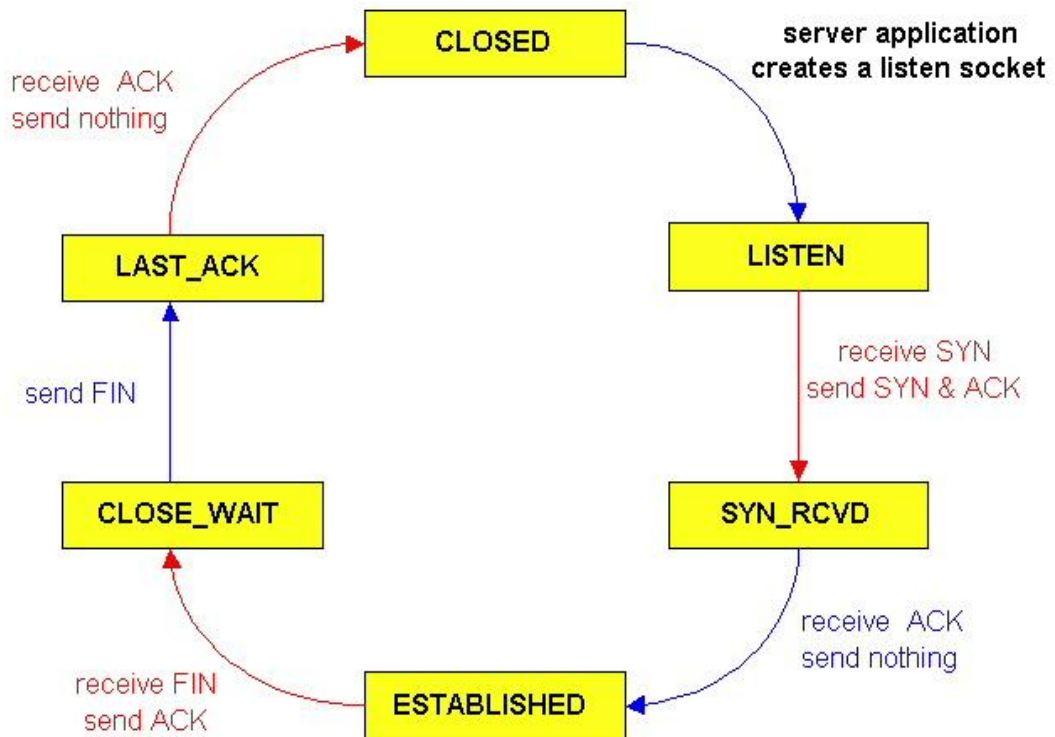 CLOSED
server application
creates a listen socket
receive ACK
send nothing
LAST_ACK
LISTEN
receive SYN
send SYN & ACK
send FIN
CLOSE_WAIT
SYN_RCVD
receive ACK
send nothing
receive FIN
send ACK
ESTABLISHED